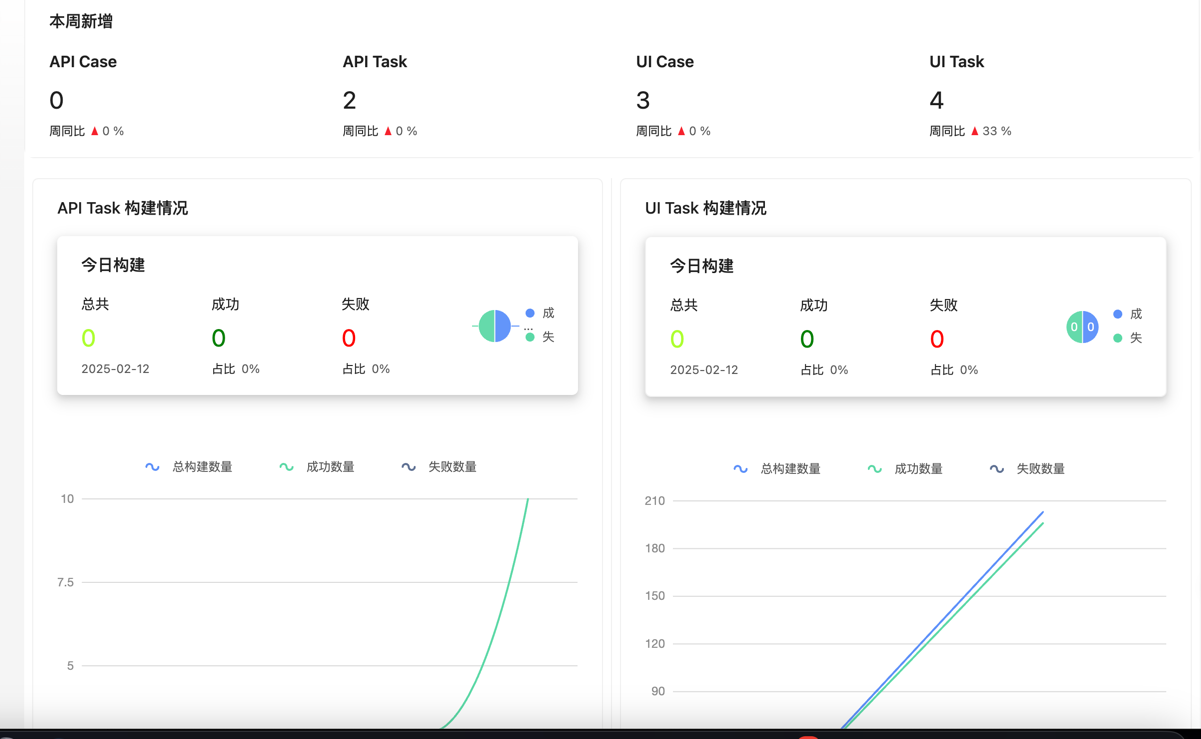 本周新增
API Case
API Task
UI Case
UI Task
0
2
3
4
周同比 ▲ 0 %
周同比 ▲ 0 %
周同比 ▲ 0 %
周同比 ▲ 33 %
API Task 构建情况
今日构建
总共
成功
失败
0
0
0
2025-02-12
占比 0%
占比 0%
...
成
失
总构建数量
成功数量
失败数量
10
7.5
5
UI Task 构建情况
今日构建
总共
成功
失败
0
0
0
2025-02-12
占比 0%
占比 0%
0 0
成
失
总构建数量
成功数量
失败数量
210
180
150
120
90